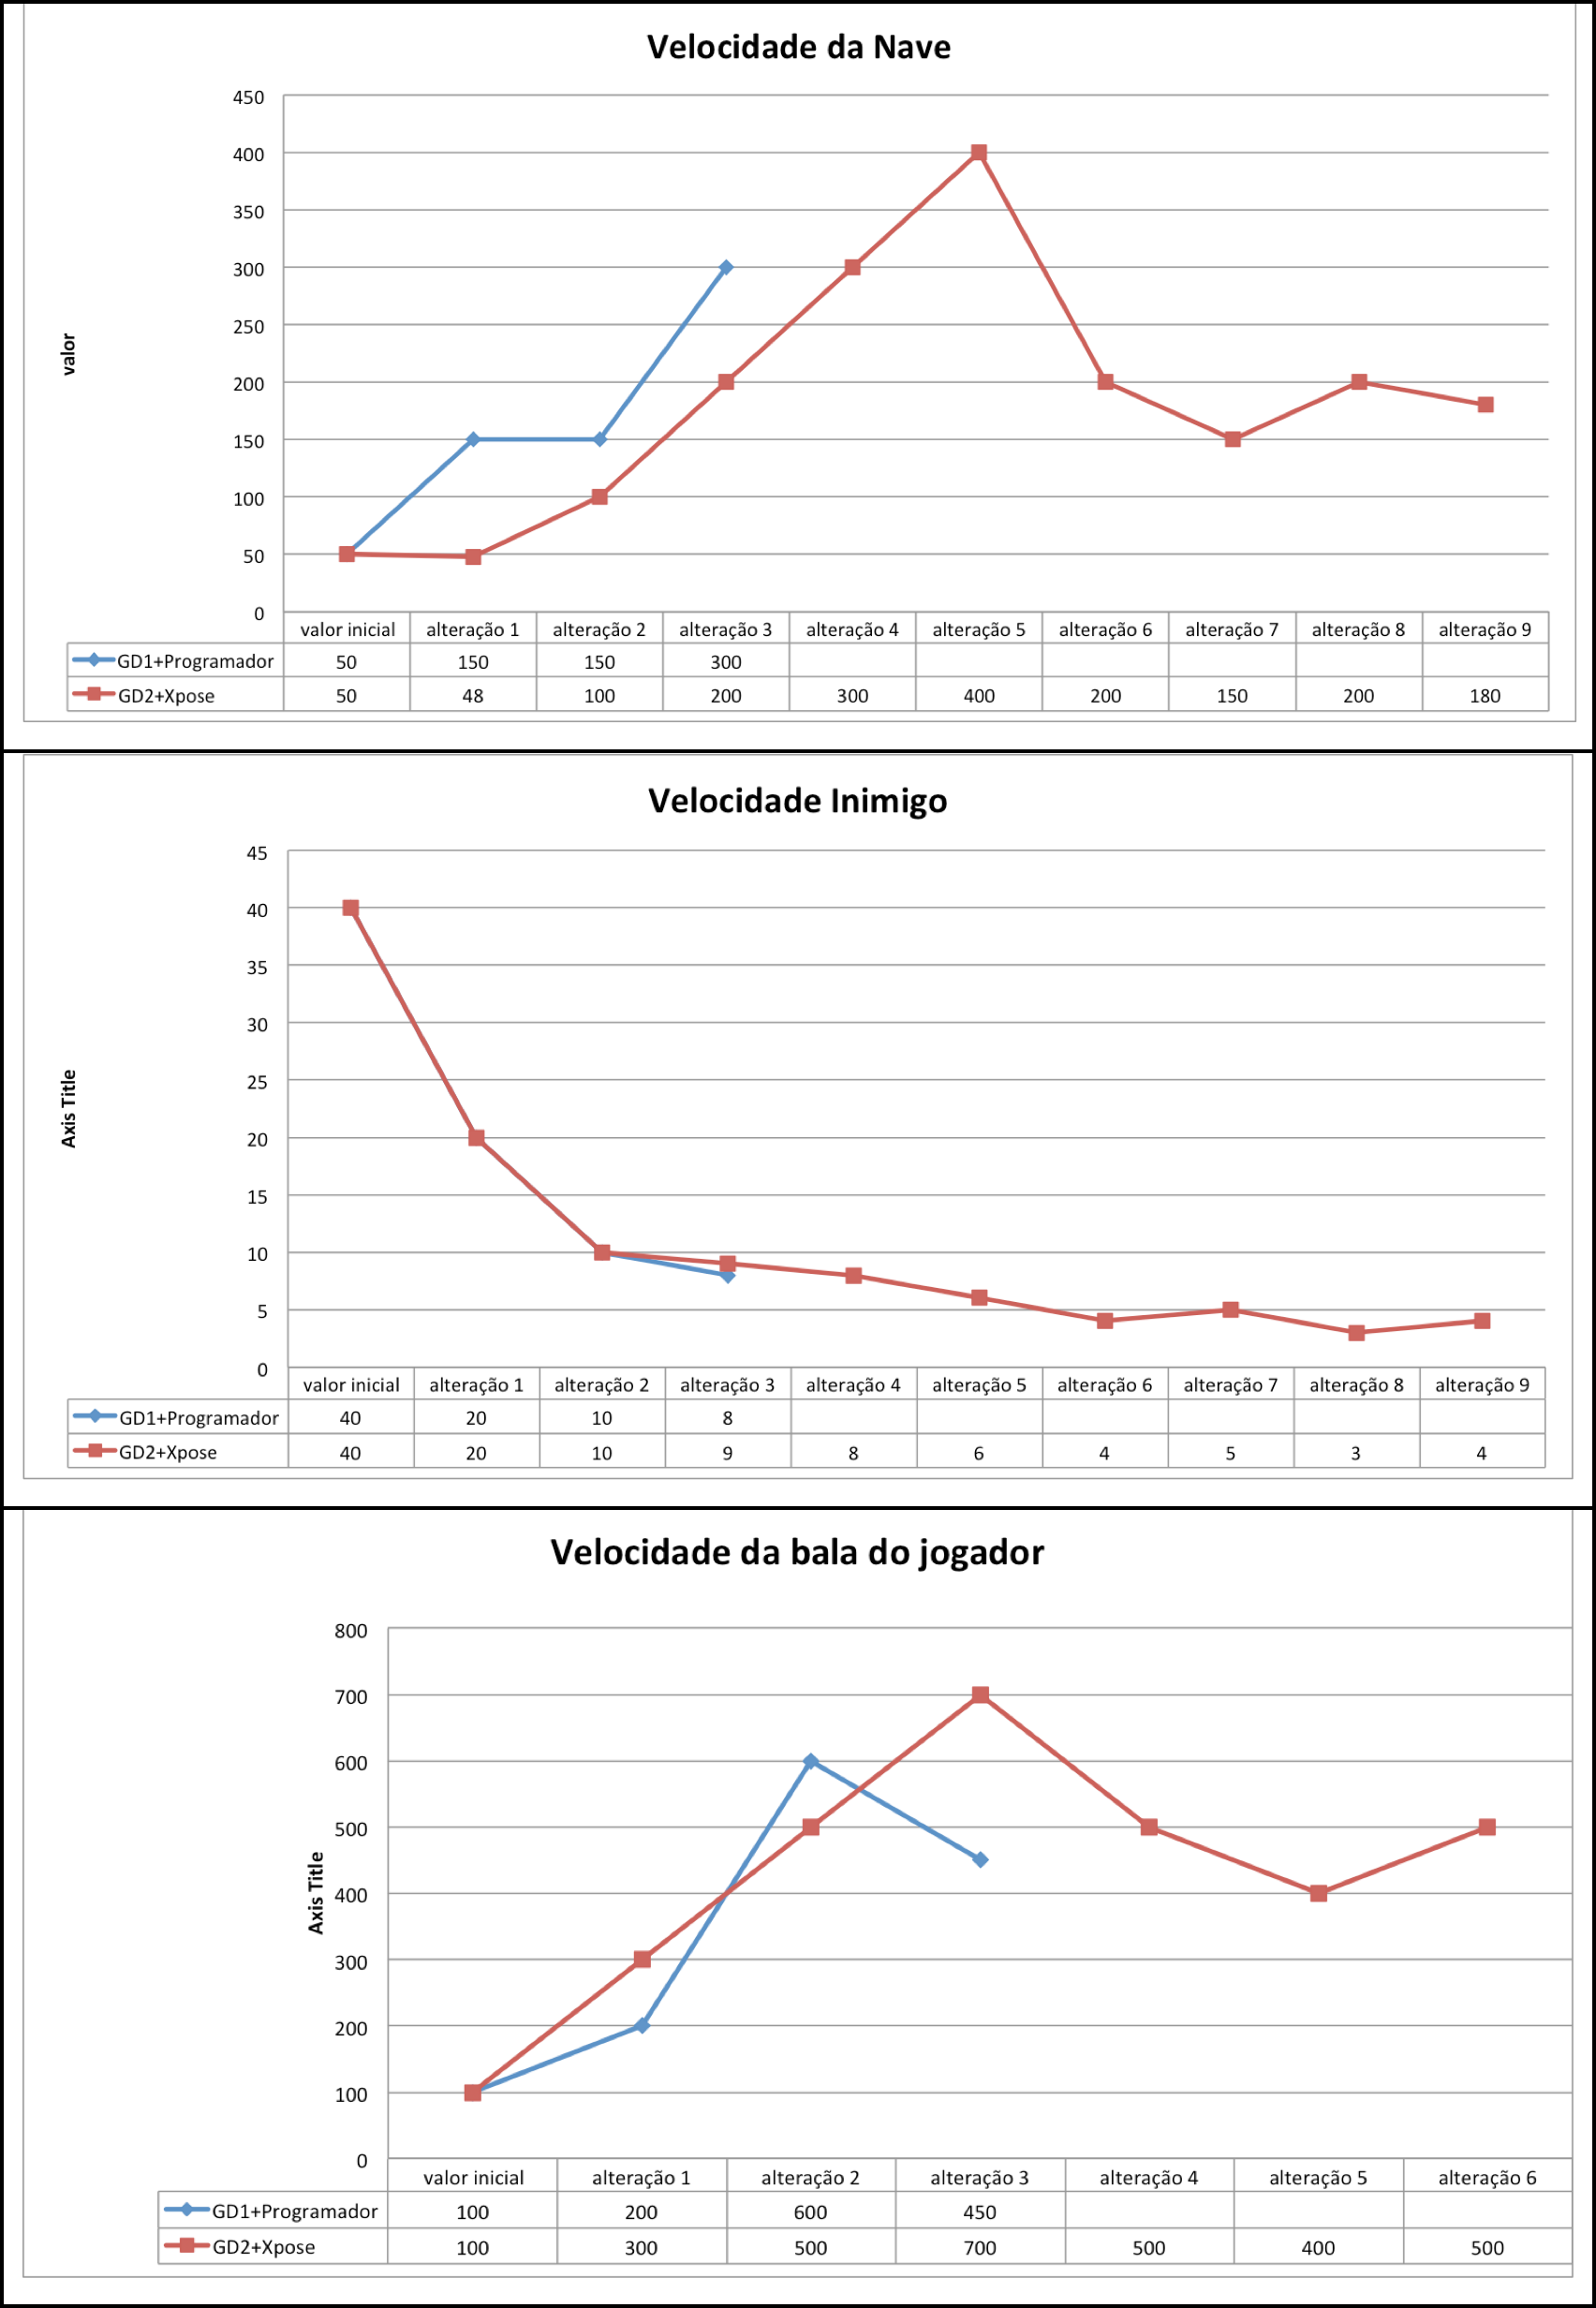 Velocidade da Nave
450
400
350
300
250
200
150
100
50
0
valor
valor inicial alteração 1 alteração 2 alteração 3 alteração 4 alteração 5 alteração 6 alteração 7 alteração 8 alteração 9
GD1+Programador 50 150 150 300
GD2+Xpose 50 48 100 200 300 400 200 150 200 180
Velocidade Inimigo
45
40
35
30
25
20
15
10
5
0
Axis Title
valor inicial alteração 1 alteração 2 alteração 3 alteração 4 alteração 5 alteração 6 alteração 7 alteração 8 alteração 9
GD1+Programador 40 20 10 8
GD2+Xpose 40 20 10 9 8 6 4 5 3 4
Velocidade da bala do jogador
800
700
600
500
400
300
200
100
0
Axis Title
valor inicial alteração 1 alteração 2 alteração 3 alteração 4 alteração 5 alteração 6
GD1+Programador 100 200 600 450
GD2+Xpose 100 300 500 700 500 400 500